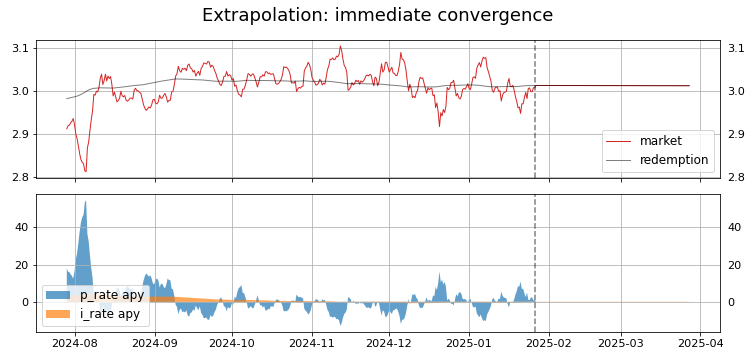 Extrapolation: immediate convergence
3.1 3.1
3.0 3.0
2.9 2.9
2.8 2.8
market
redemption
40 40
20 20
0 0
p_rate apy
i_rate apy
2024-08 2024-09 2024-10 2024-11 2024-12 2025-01 2025-02 2025-03 2025-04